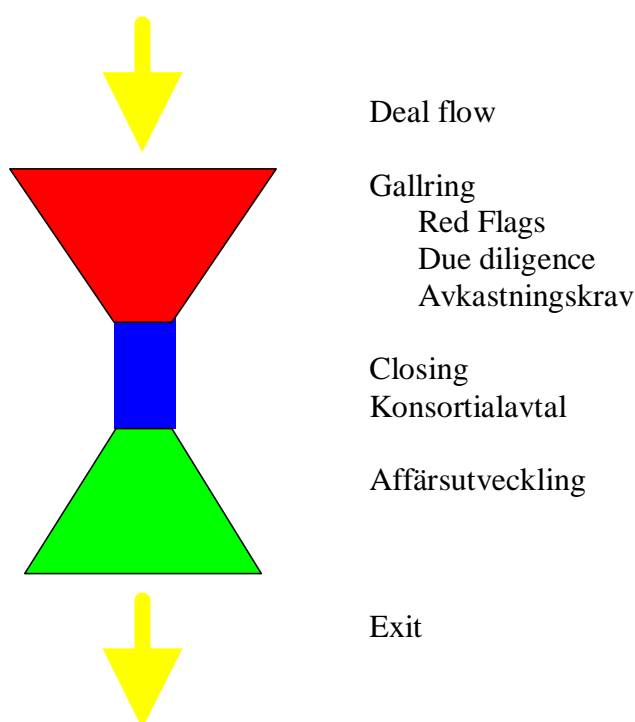 Deal flow
Gallring
Red Flags
Due diligence
Avkastningskrav
Closing
Konsortialavtal
Affärsutveckling
Exit